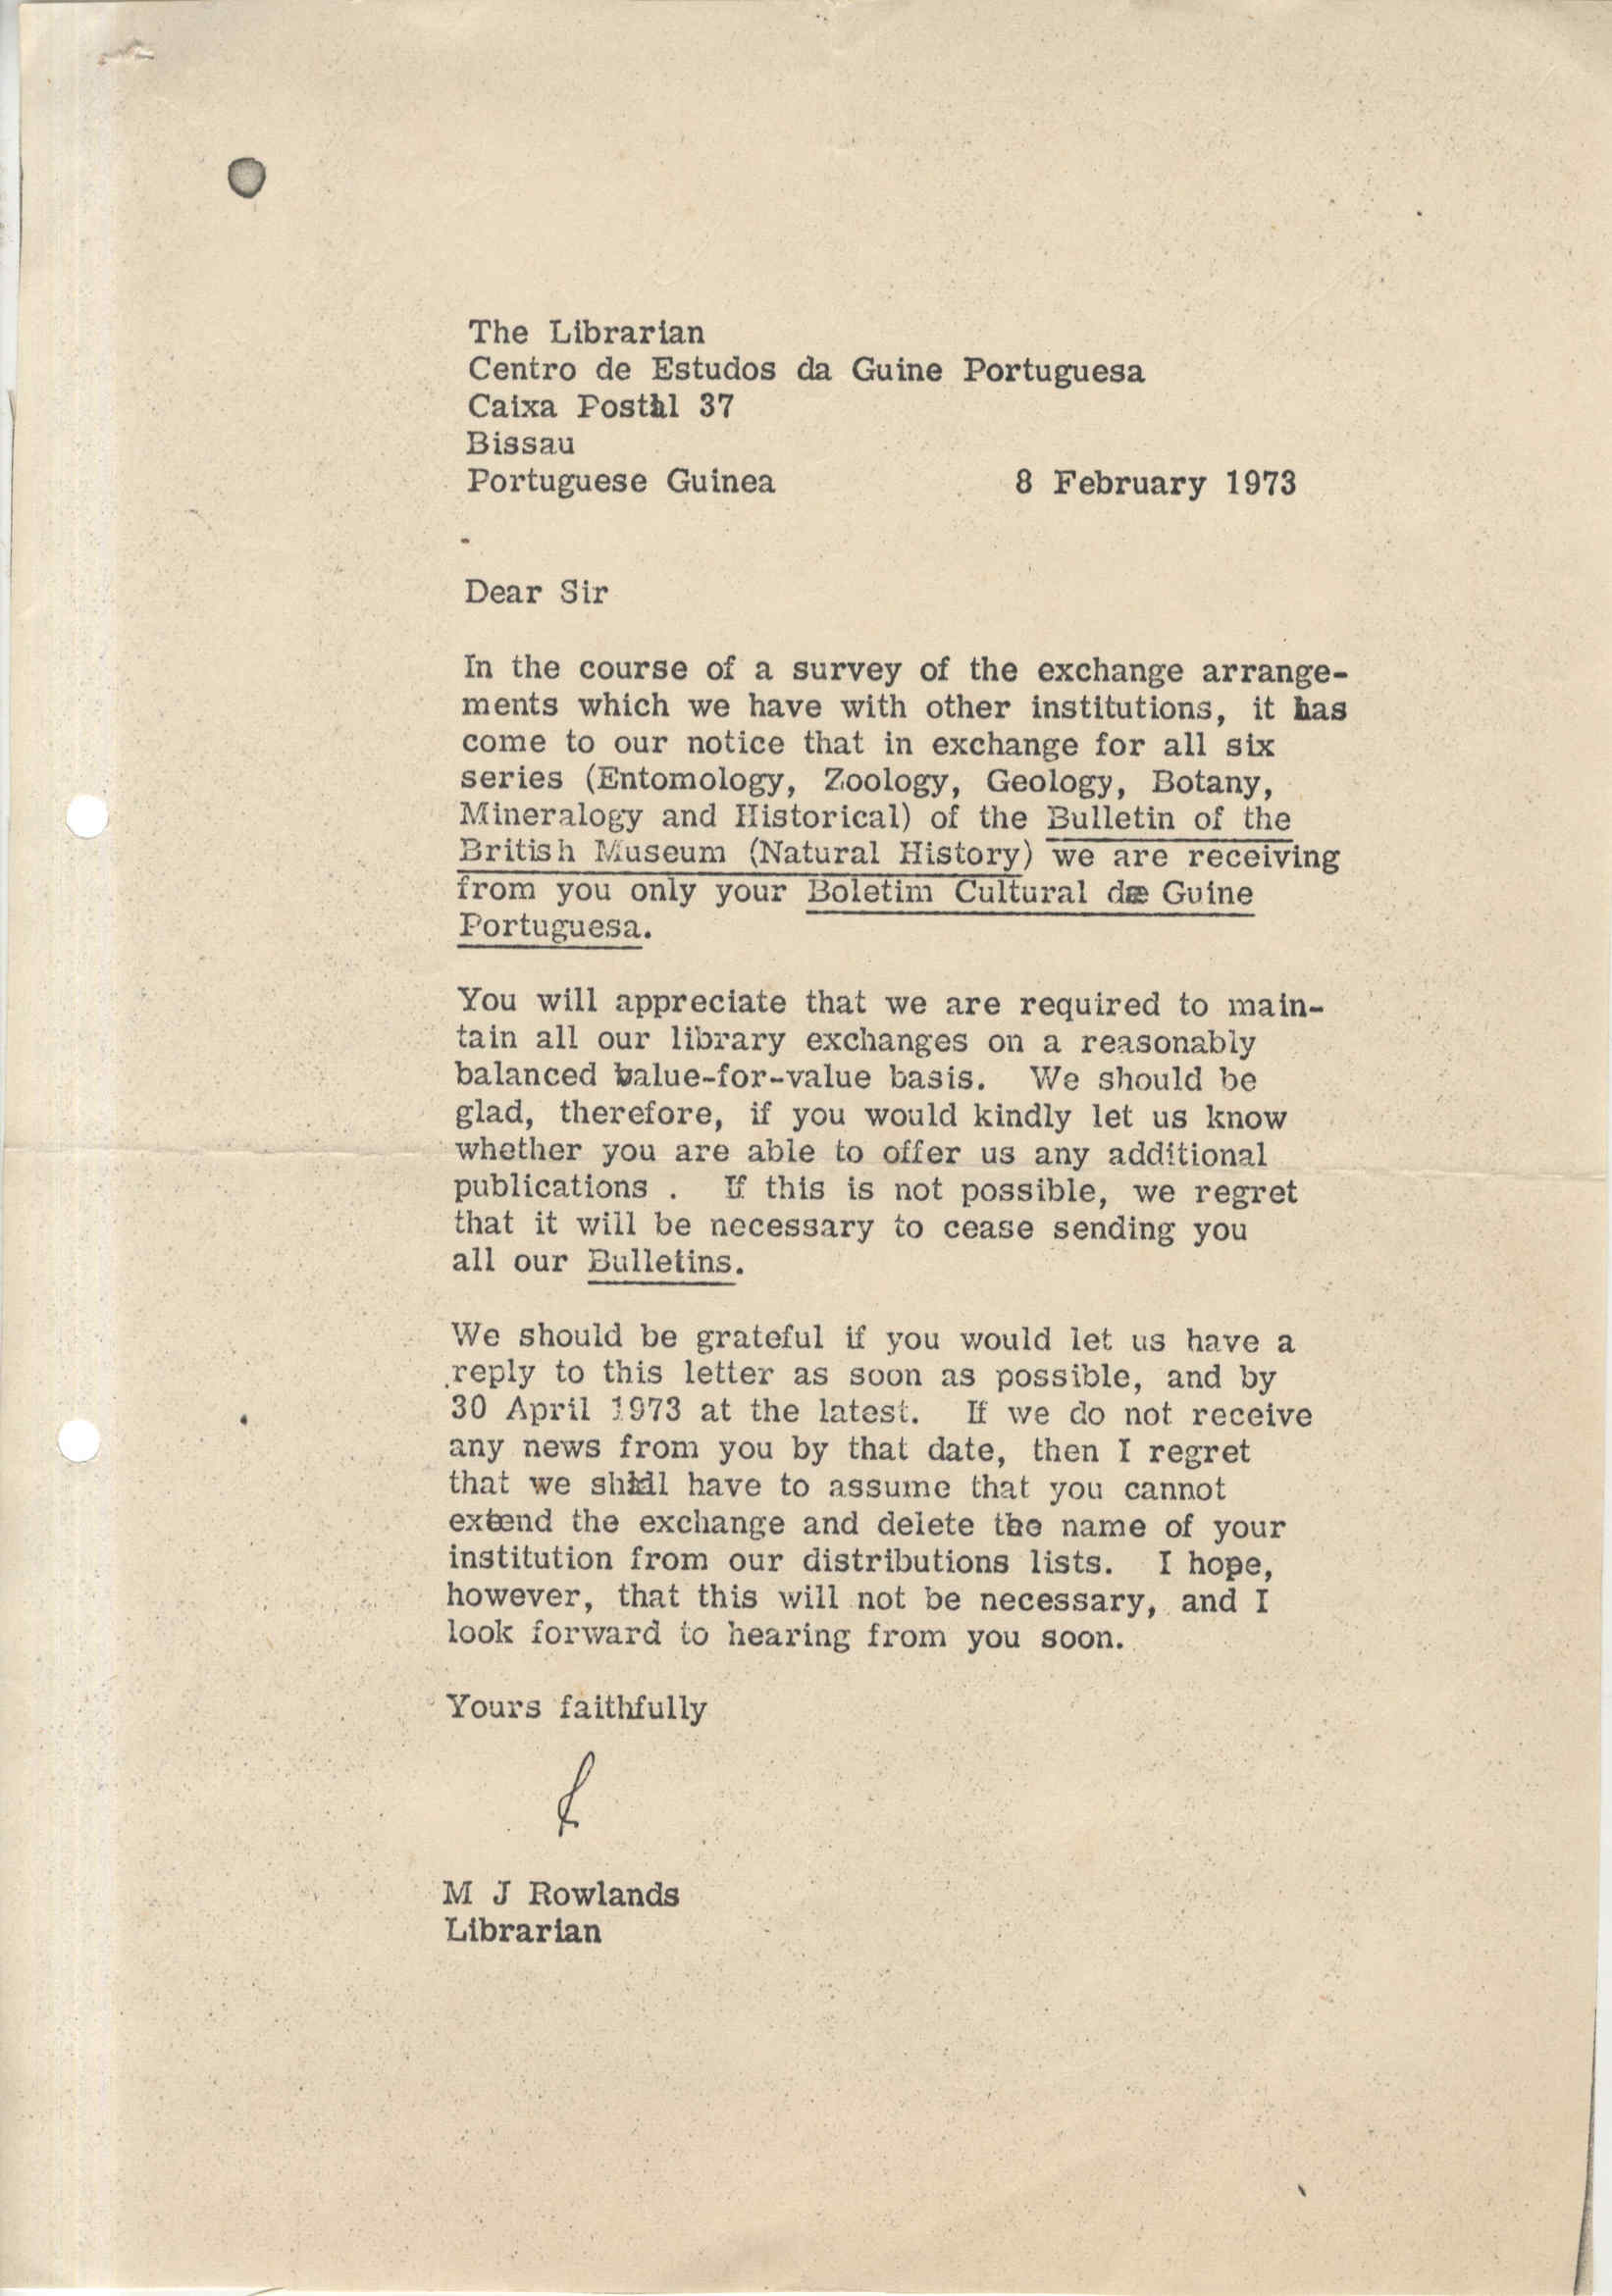 The Librarian
Centro de Estudos da Guine Portuguesa
Caixa Postal 37
Bissau
Portuguese Guinea 8 February 1973
Dear Sir
In the course of a survey of the exchange arrange-
ments which we have with other institutions, it has
come to our notice that in exchange for all six
series (Entomology, Zoology, Geology, Botany,
Mineralogy and Historical) of the Bulletin of the
British Museum (Natural History) we are receiving
from you only your Boletim Cultural Guine
Portuguesa.
You will appreciate that we are required to main-
tain all our library exchanges on a reasonably
balanced value-for-value basis. We should be
glad, therefore, if you would kindly let us know
whether you are able to offer us any additional
publications . If this is not possible, we regret
that it will be necessary to cease sending you
all our Bulletins.
We should be grateful if you would let us have a
reply to this letter as soon as possible, and by
30 April 1973 at the latest. If we do not receive
any news from you by that date, then I regret
that we shall have to assume that you cannot
extend the exchange and delete the name of your
institution from our distributions lists. I hope,
however, that this will not be necessary, and I
look forward to hearing from you soon.
Yours faithfully
M J Rowlands
Librarian